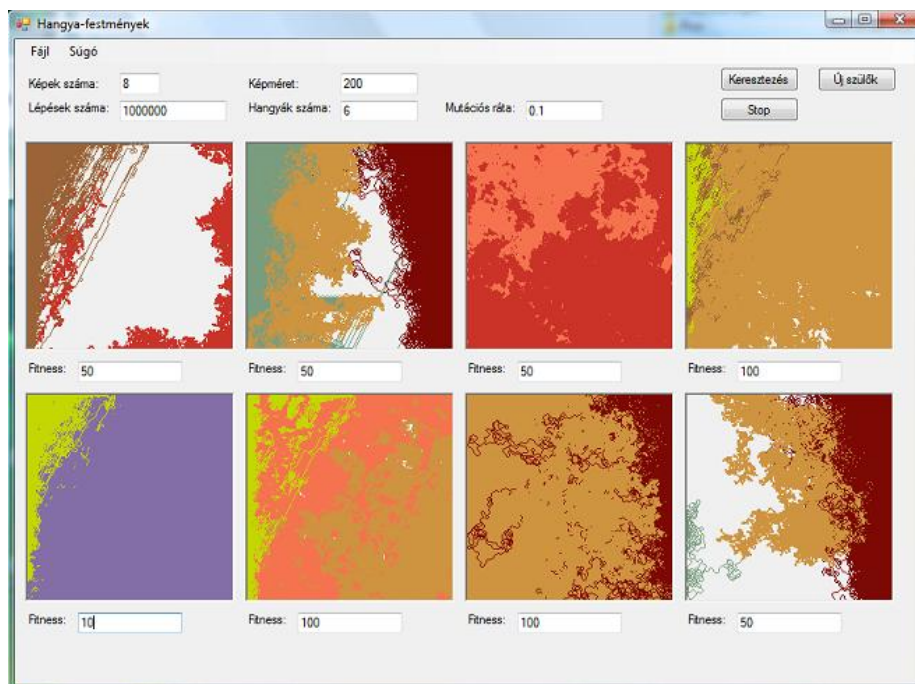 Hangya-festmények
Fájl Súgó
Képek száma: 8 Képméret: 200 Keresztezés Új szülők
Lépések száma: 1000000 Hangyák száma: 6 Mutációs ráta: 0.1 Stop
Fitness: 50 Fitness: 50 Fitness: 50 Fitness: 100
Fitness: 10 Fitness: 100 Fitness: 100 Fitness: 50